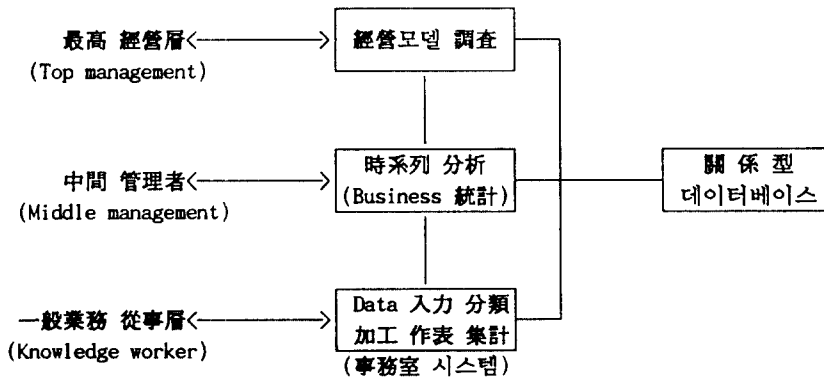 最高 經營層
(Top management)
經營모델 調査
中間 管理者
(Middle management)
時系列 分析
(Business 統計)
關 係 型
데이터베이스
一般業務 從事層
(Knowledge worker)
Data 入力 分類
加工 作表 集計
(事務室 시스템)